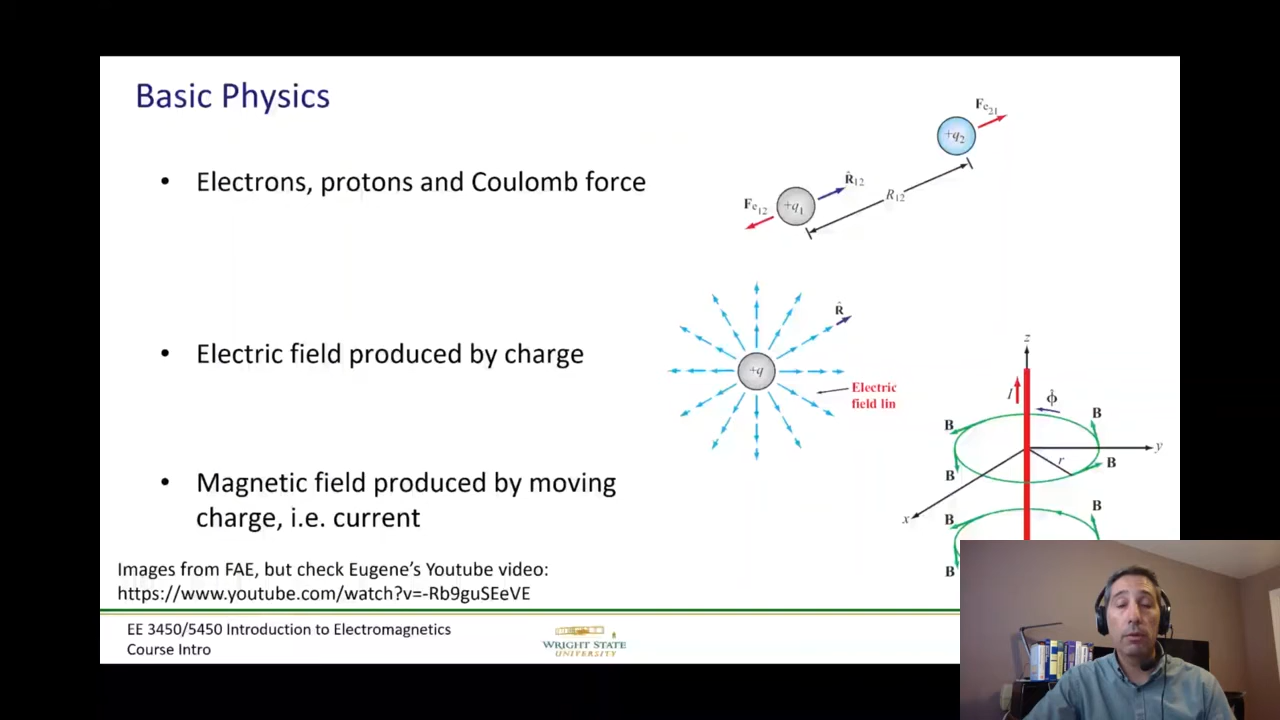 Basic Physics
• Electrons, protons and Coulomb force
Fe12
+q1
R̂12
R12
+q2
Fe21
• Electric field produced by charge
+q
R̂
Electric
field lin
• Magnetic field produced by moving
charge, i.e. current
z
I
ϕ̂
B
B
B
B
r
y
x
B
B
B
Images from FAE, but check Eugene's Youtube video:
https://www.youtube.com/watch?v=-Rb9guSEeVE
EE 3450/5450 Introduction to Electromagnetics
Course Intro
WRIGHT STATE
UNIVERSITY